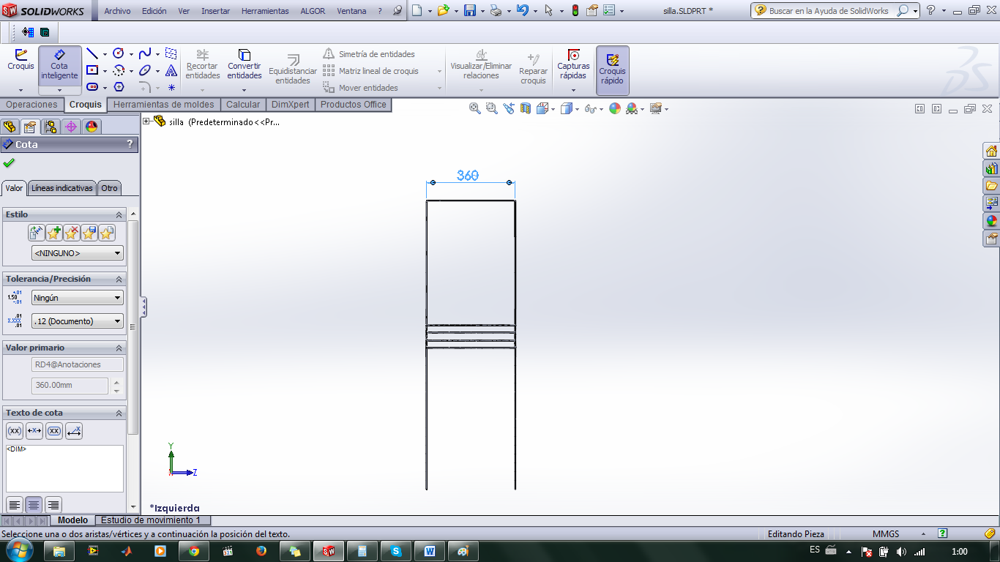 SOLIDWORKS Archivo Edición Ver Insertar Herramientas ALGOR Ventana ? silla.SLDPRT * Buscar en la Ayuda de SolidWorks ?
Croquis
Cota inteligente
Recortar entidades
Convertir entidades
Equidistanciar entidades
Simetría de entidades
Matriz lineal de croquis
Mover entidades
Visualizar/Eliminar relaciones
Reparar croquis
Capturas rápidas
Croquis rápido
Operaciones Croquis Herramientas de moldes Calcular DimXpert Productos Office
silla (Predeterminado<<Pr...
Cota ?
Valor Líneas indicativas Otro
Estilo
<NINGUNO>
Tolerancia/Precisión
1.50 +.01 -.01
Ningún
X.XXX .01 .01
.12 (Documento)
Valor primario
RD4@Anotaciones
360.00mm
Texto de cota
(xx) (xx) x
<DIM>
360
Y
Z
*Izquierda
Modelo Estudio de movimiento 1
Seleccione una o dos aristas/vértices y a continuación la posición del texto. Editando Pieza MMGS ?
ES 1:00